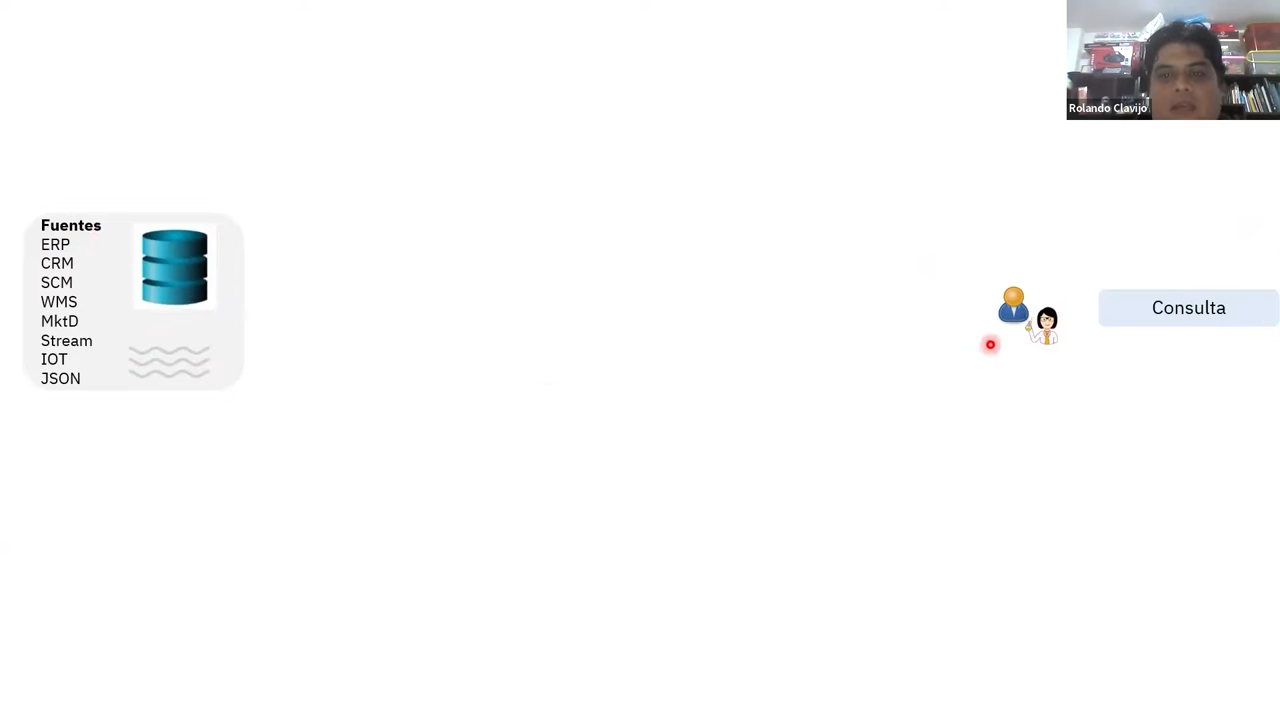 Rolando Clavijo
Fuentes
ERP
CRM
SCM
WMS
MktD
Stream
IOT
JSON
Consulta